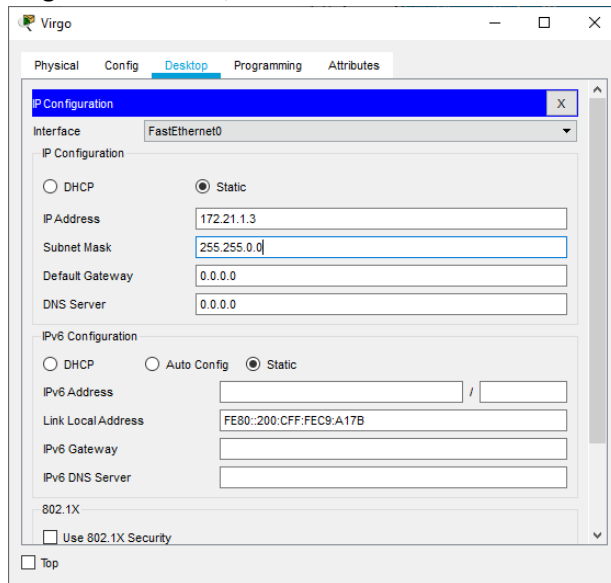 Virgo
Physical Config Desktop Programming Attributes
IP Configuration X
Interface FastEthernet0
IP Configuration
DHCP Static
IP Address 172.21.1.3
Subnet Mask 255.255.0.0
Default Gateway 0.0.0.0
DNS Server 0.0.0.0
IPv6 Configuration
DHCP Auto Config Static
IPv6 Address /
Link Local Address FE80::200:CFF:FEC9:A17B
IPv6 Gateway
IPv6 DNS Server
802.1X
Use 802.1X Security
Top